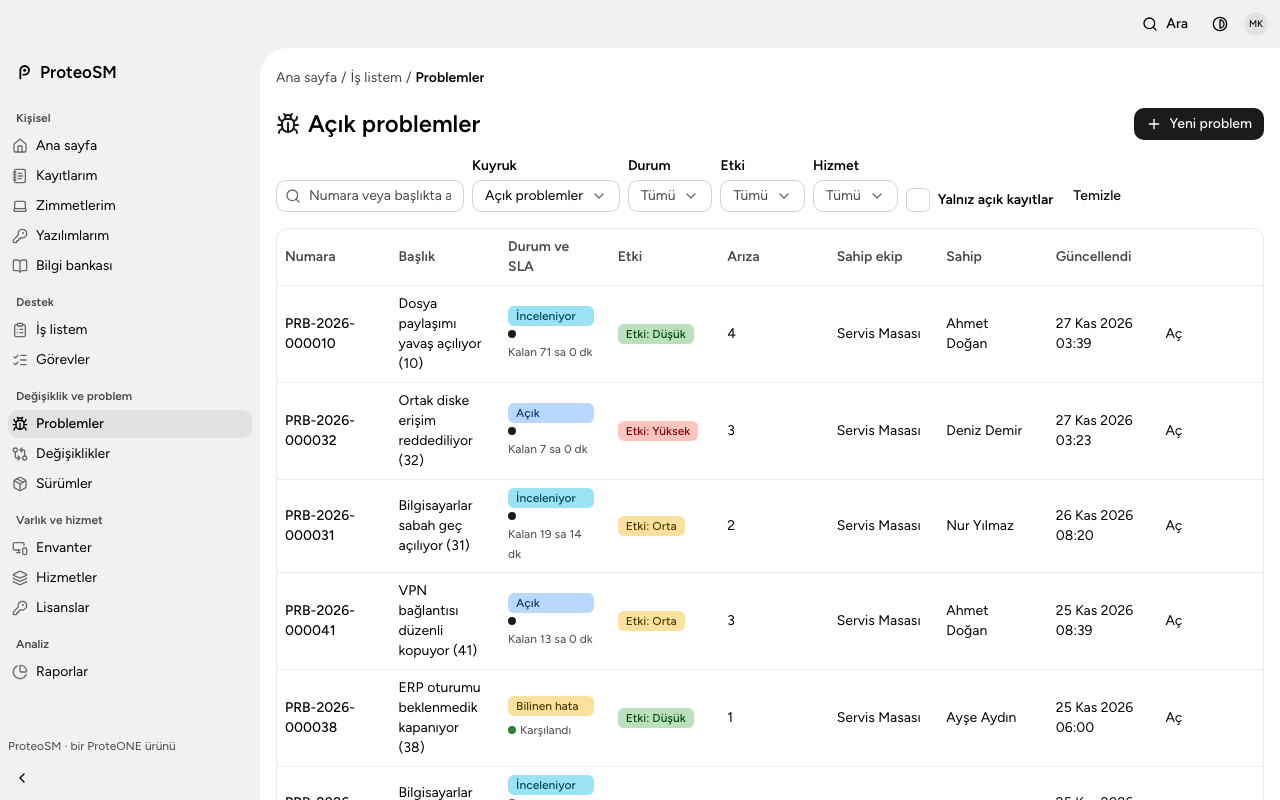 Ara
MK
ProteoSM
Kişisel
Ana sayfa
Kayıtlarım
Zimmetlerim
Yazılımlarım
Bilgi bankası
Destek
İş listem
Görevler
Değişiklik ve problem
Problemler
Değişiklikler
Sürümler
Varlık ve hizmet
Envanter
Hizmetler
Lisanslar
Analiz
Raporlar
ProteoSM · bir ProteONE ürünü
Ana sayfa / İş listem / Problemler
Açık problemler
Yeni problem
Kuyruk
Durum
Etki
Hizmet
Numara veya başlıkta a
Açık problemler
Tümü
Tümü
Tümü
Yalnız açık kayıtlar
Temizle
Numara
Başlık
Durum ve
SLA
Etki
Arıza
Sahip ekip
Sahip
Güncellendi
PRB-2026-
000010
Dosya
paylaşımı
yavaş açılıyor
(10)
İnceleniyor
Kalan 71 sa 0 dk
Etki: Düşük
4
Servis Masası
Ahmet
Doğan
27 Kas 2026
03:39
Aç
PRB-2026-
000032
Ortak diske
erişim
reddediliyor
(32)
Açık
Kalan 7 sa 0 dk
Etki: Yüksek
3
Servis Masası
Deniz Demir
27 Kas 2026
03:23
Aç
PRB-2026-
000031
Bilgisayarlar
sabah geç
açılıyor (31)
İnceleniyor
Kalan 19 sa 14
dk
Etki: Orta
2
Servis Masası
Nur Yılmaz
26 Kas 2026
08:20
Aç
PRB-2026-
000041
VPN
bağlantısı
düzenli
kopuyor (41)
Açık
Kalan 13 sa 0 dk
Etki: Orta
3
Servis Masası
Ahmet
Doğan
25 Kas 2026
08:39
Aç
PRB-2026-
000038
ERP oturumu
beklenmedik
kapanıyor
(38)
Bilinen hata
Karşılandı
Etki: Düşük
1
Servis Masası
Ayşe Aydın
25 Kas 2026
06:00
Aç
Bilgisayarlar
İnceleniyor